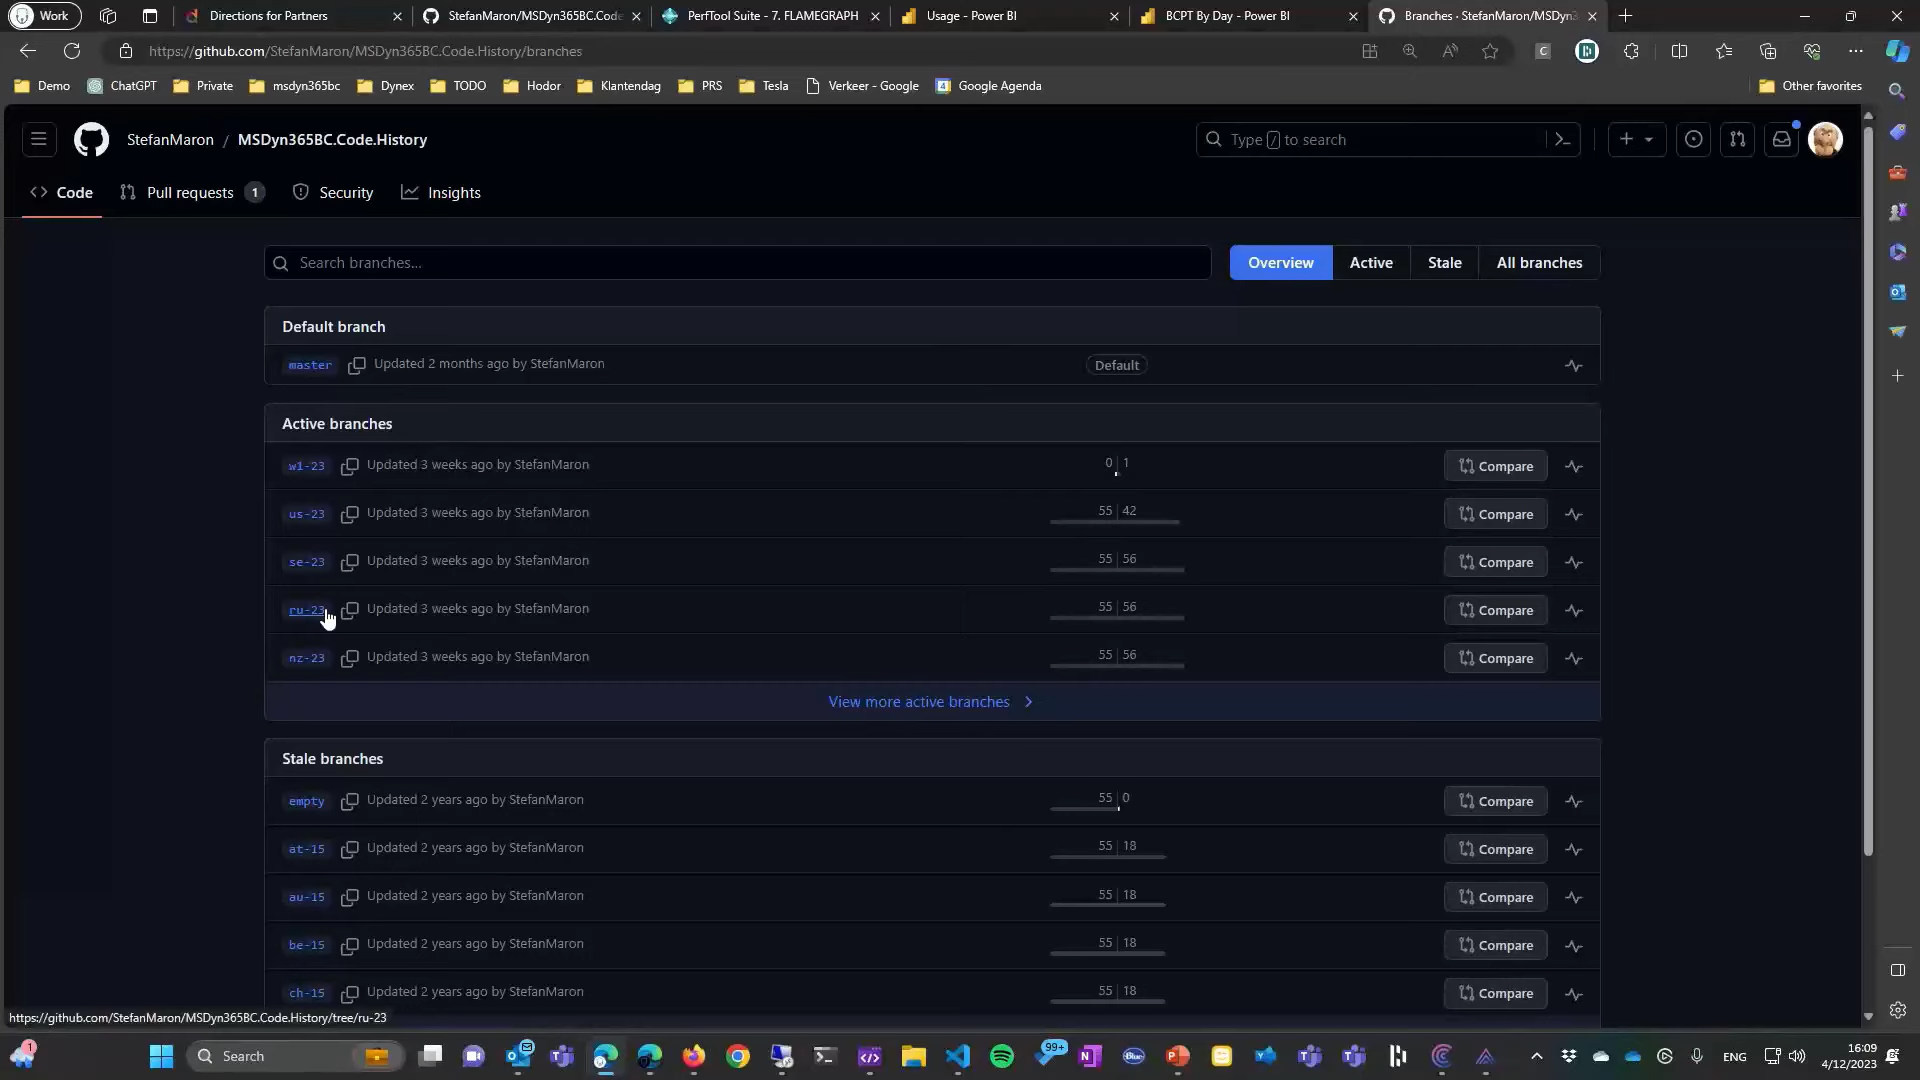 Work
Directions for Partners
StefanMaron/MSDyn365BC.Code
PerfTool Suite - 7. FLAMEGRAPH
Usage - Power BI
BCPT By Day - Power BI
Branches · StefanMaron/MSDyn3
https://github.com/StefanMaron/MSDyn365BC.Code.History/branches
Demo
ChatGPT
Private
msdyn365bc
Dynex
TODO
Hodor
Klantendag
PRS
Tesla
Verkeer - Google
Google Agenda
Other favorites
StefanMaron / MSDyn365BC.Code.History
Type / to search
Code
Pull requests 1
Security
Insights
Search branches...
Overview
Active
Stale
All branches
Default branch
master Updated 2 months ago by StefanMaron Default
Active branches
w1-23 Updated 3 weeks ago by StefanMaron 0 1 Compare
us-23 Updated 3 weeks ago by StefanMaron 55 42 Compare
se-23 Updated 3 weeks ago by StefanMaron 55 56 Compare
ru-23 Updated 3 weeks ago by StefanMaron 55 56 Compare
nz-23 Updated 3 weeks ago by StefanMaron 55 56 Compare
View more active branches
Stale branches
empty Updated 2 years ago by StefanMaron 55 0 Compare
at-15 Updated 2 years ago by StefanMaron 55 18 Compare
au-15 Updated 2 years ago by StefanMaron 55 18 Compare
be-15 Updated 2 years ago by StefanMaron 55 18 Compare
ch-15 Updated 2 years ago by StefanMaron 55 18 Compare
https://github.com/StefanMaron/MSDyn365BC.Code.History/tree/ru-23
1
Search
99+
Blue
ENG
16:09
4/12/2023